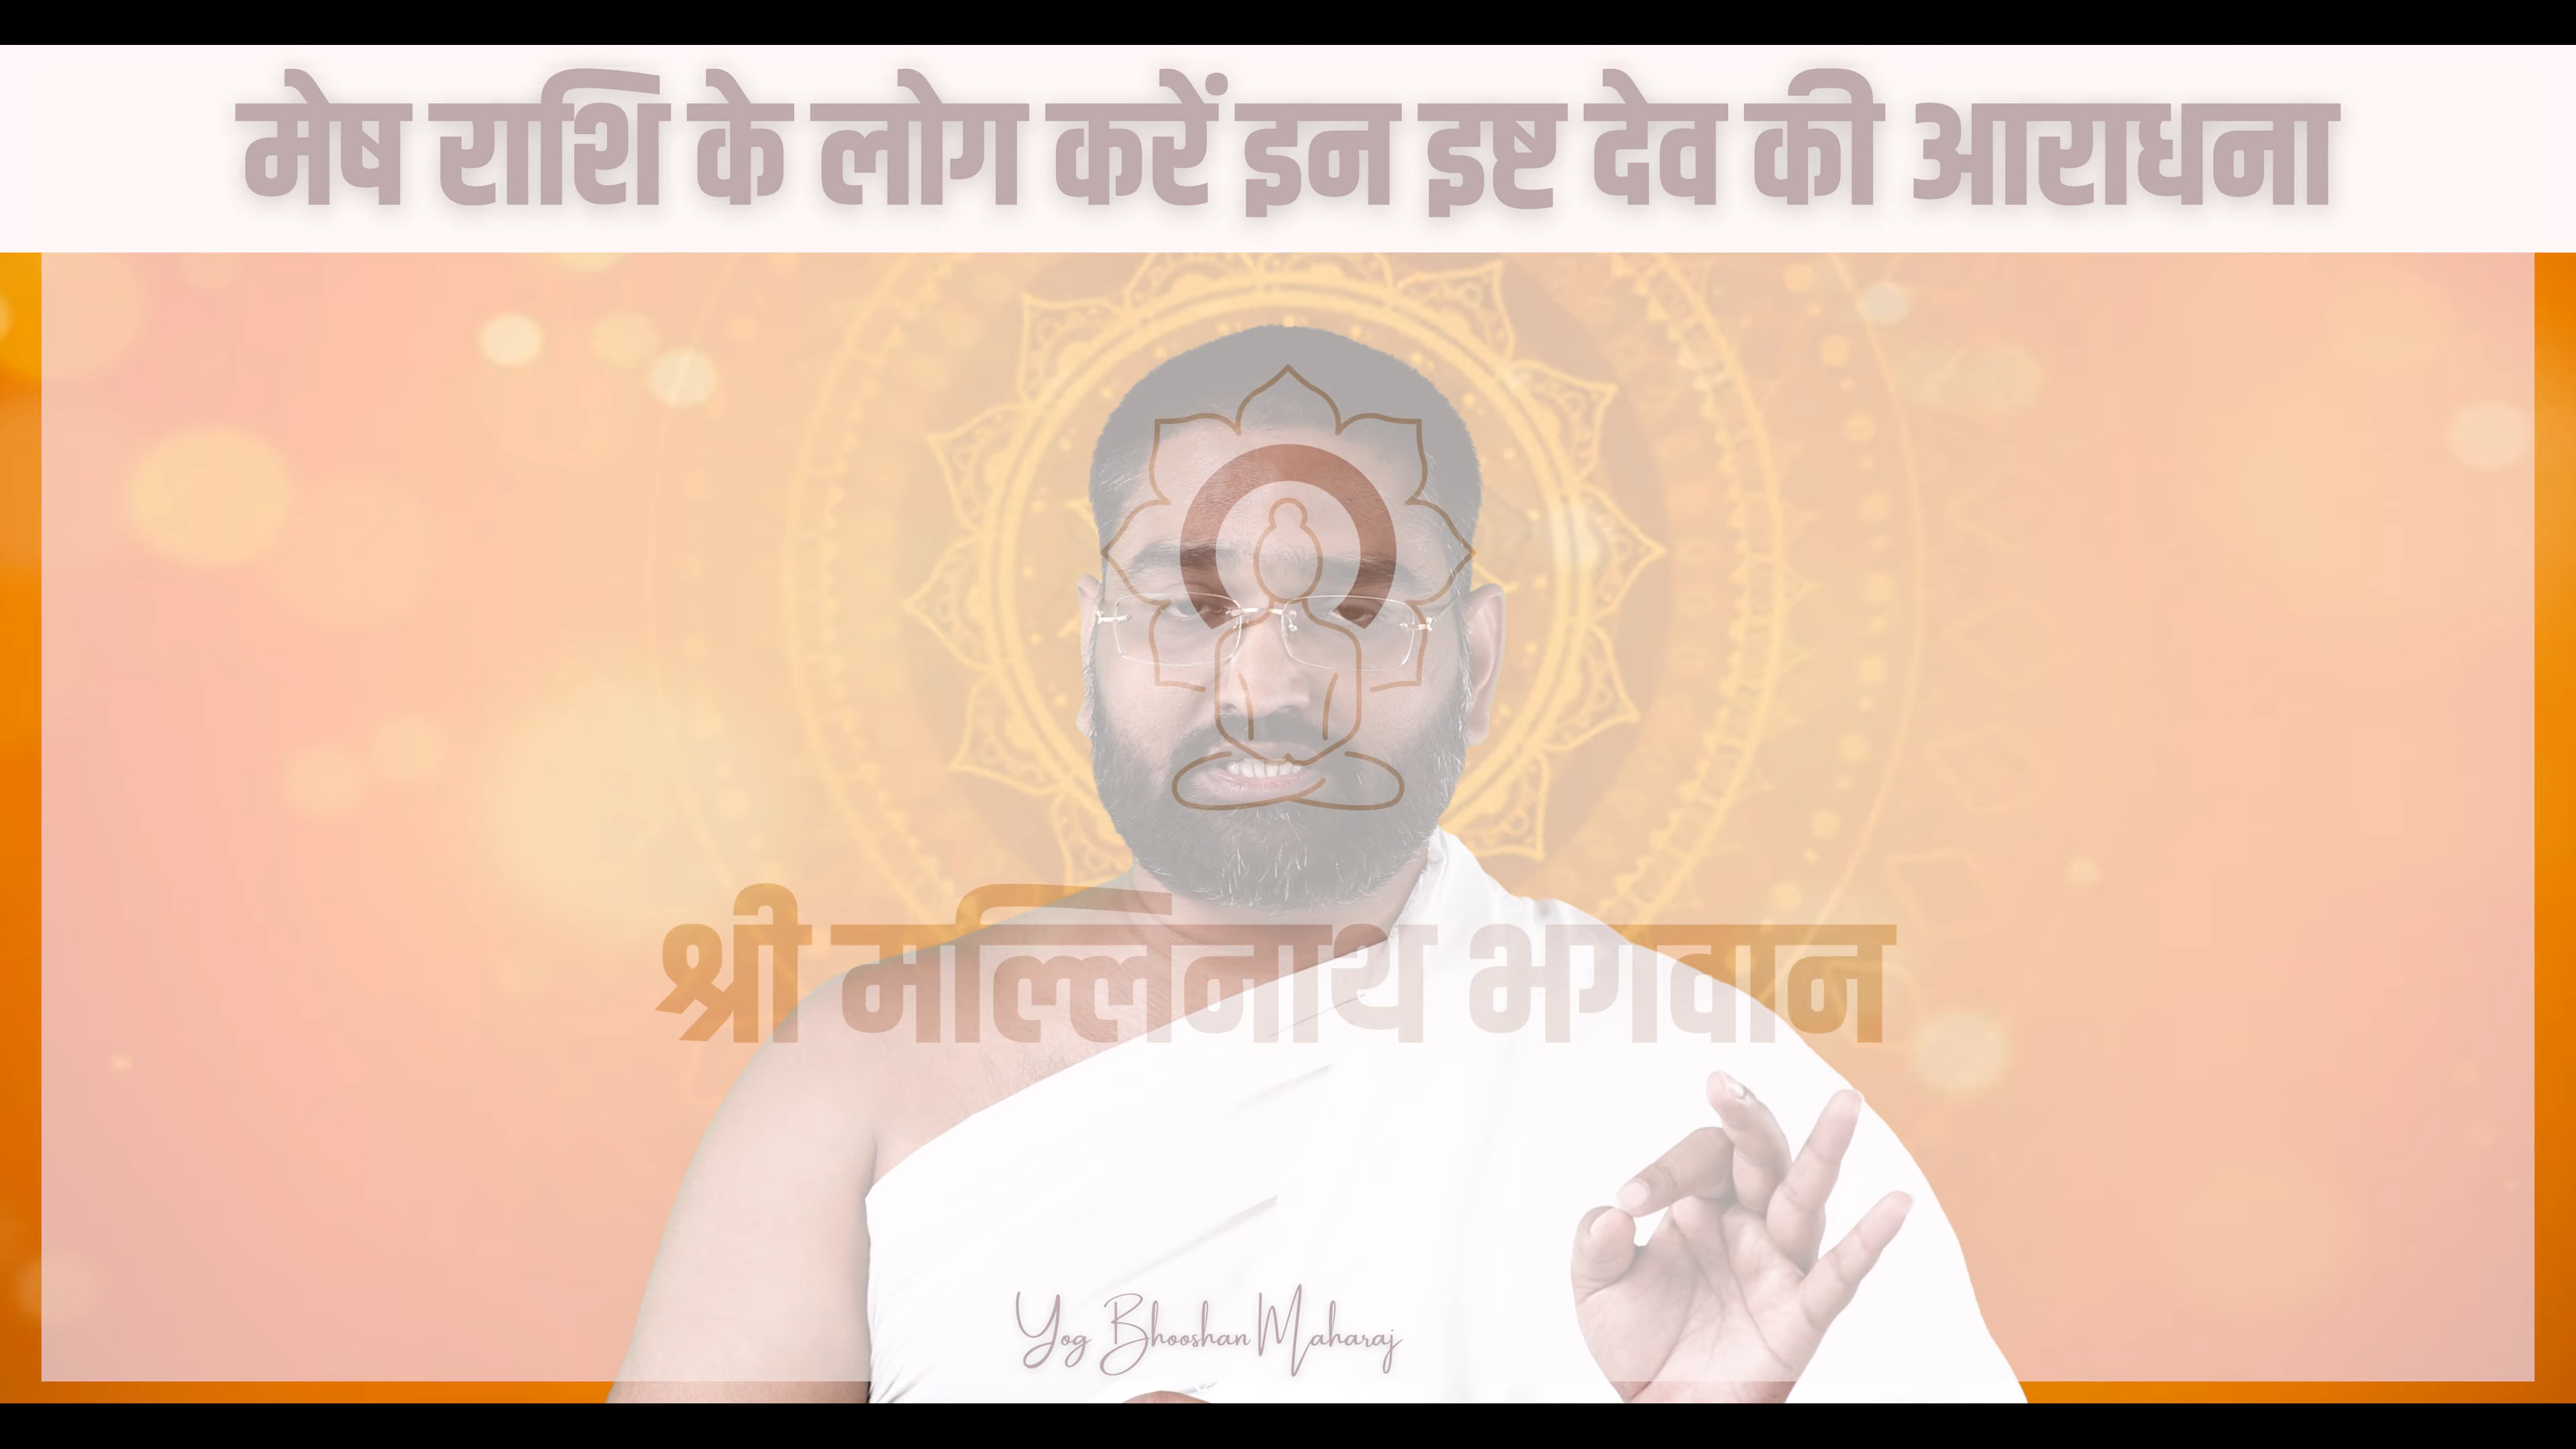 मेष राशि के लोग करें इन इष्ट देव की आराधना
श्री मल्लिनाथ भगवान
Yog Bhooshan Maharaj